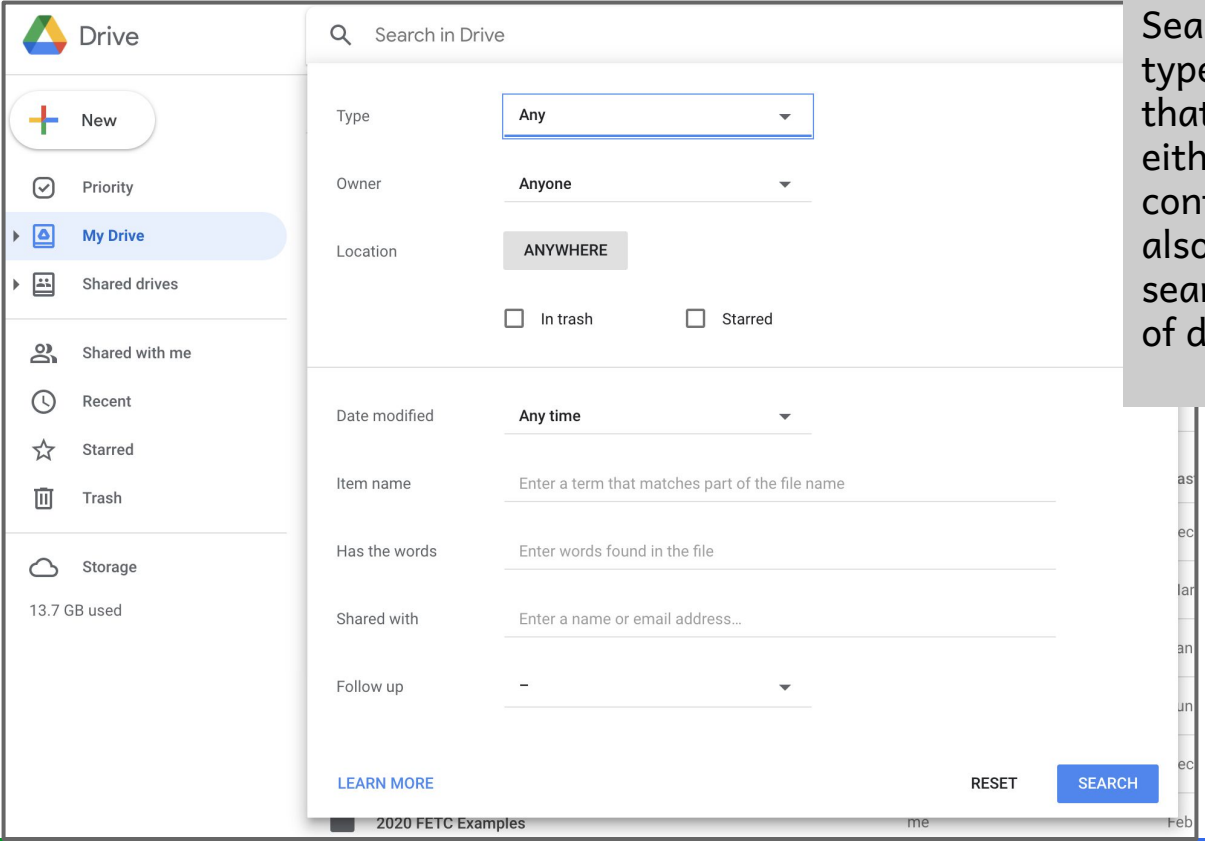 Drive
Search in Drive
New
Priority
My Drive
Shared drives
Shared with me
Recent
Starred
Trash
Storage
13.7 GB used
Type Any
Owner Anyone
Location ANYWHERE
In trash Starred
Date modified Any time
Item name Enter a term that matches part of the file name
Has the words Enter words found in the file
Shared with Enter a name or email address...
Follow up –
LEARN MORE RESET SEARCH
2020 FETC Examples me Feb
of
also